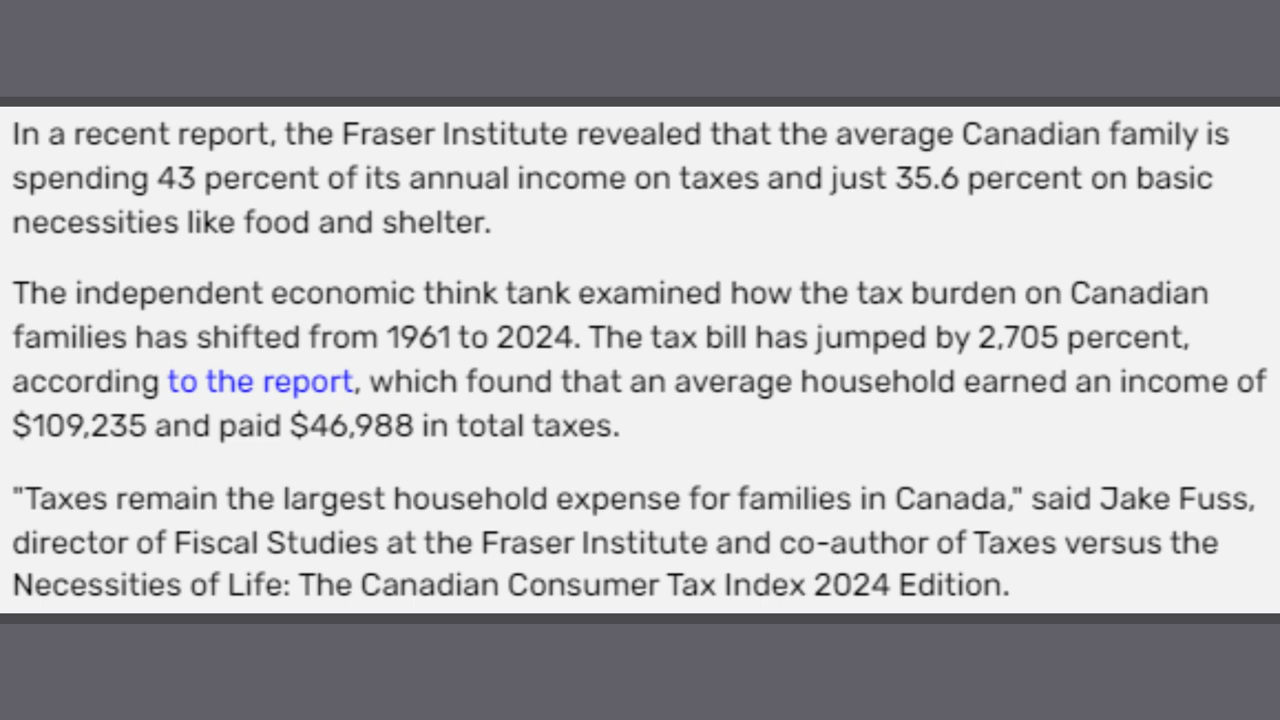 In a recent report, the Fraser Institute revealed that the average Canadian family is
spending 43 percent of its annual income on taxes and just 35.6 percent on basic
necessities like food and shelter.
The independent economic think tank examined how the tax burden on Canadian
families has shifted from 1961 to 2024. The tax bill has jumped by 2,705 percent,
according to the report, which found that an average household earned an income of
$109,235 and paid $46,988 in total taxes.
"Taxes remain the largest household expense for families in Canada," said Jake Fuss,
director of Fiscal Studies at the Fraser Institute and co-author of Taxes versus the
Necessities of Life: The Canadian Consumer Tax Index 2024 Edition.